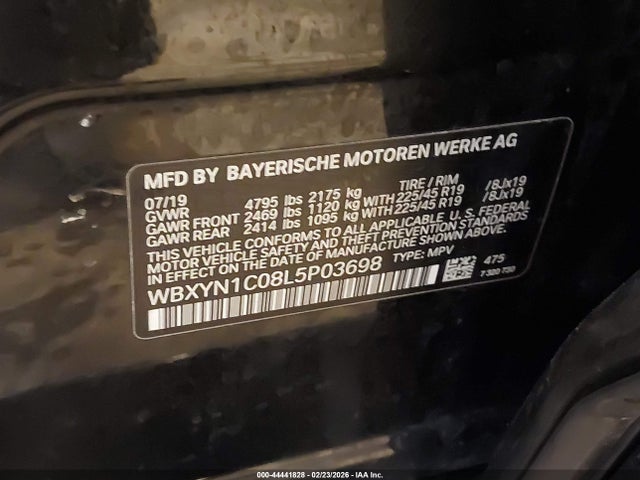 MFD BY BAYERISCHE MOTOREN WERKE AG
07/19 TIRE / RIM
GVWR 4795 lbs 2175 kg
GAWR FRONT 2469 lbs 1120 kg WITH 225/45 R19 /8Jx19
GAWR REAR 2414 lbs 1095 kg WITH 225/45 R19 /8Jx19
THIS VEHICLE CONFORMS TO ALL APPLICABLE U.S. FEDERAL
MOTOR VEHICLE SAFETY AND THEFT PREVENTION STANDARDS
IN EFFECT ON THE DATE OF MANUFACTURE SHOWN ABOVE.
WBXYN1C08L5P03698 TYPE: MPV 475
7 320 730
000-44441828 - 02/23/2026 - IAA Inc.